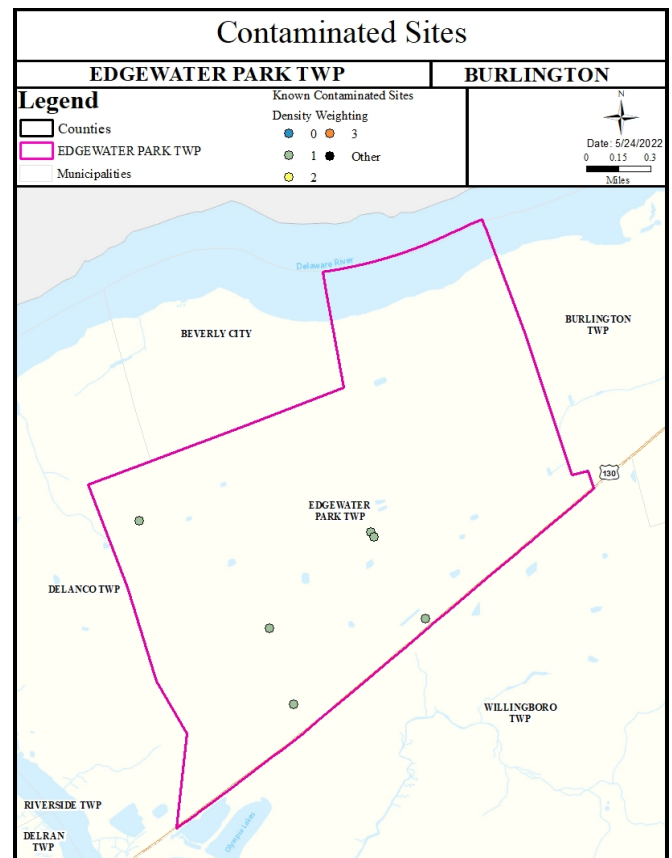 Contaminated Sites
EDGEWATER PARK TWP
BURLINGTON
Legend
Counties
EDGEWATER PARK TWP
Municipalities
Known Contaminated Sites
Density Weighting
0 3
1 Other
2
N
Date: 5/24/2022
0 0.15 0.3
Miles
Delaware River
BEVERLY CITY
BURLINGTON
TWP
130
EDGEWATER
PARK TWP
DELANCO TWP
WILLINGBORO
TWP
RIVERSIDE TWP
DELRAN
TWP
Olympia Lakes